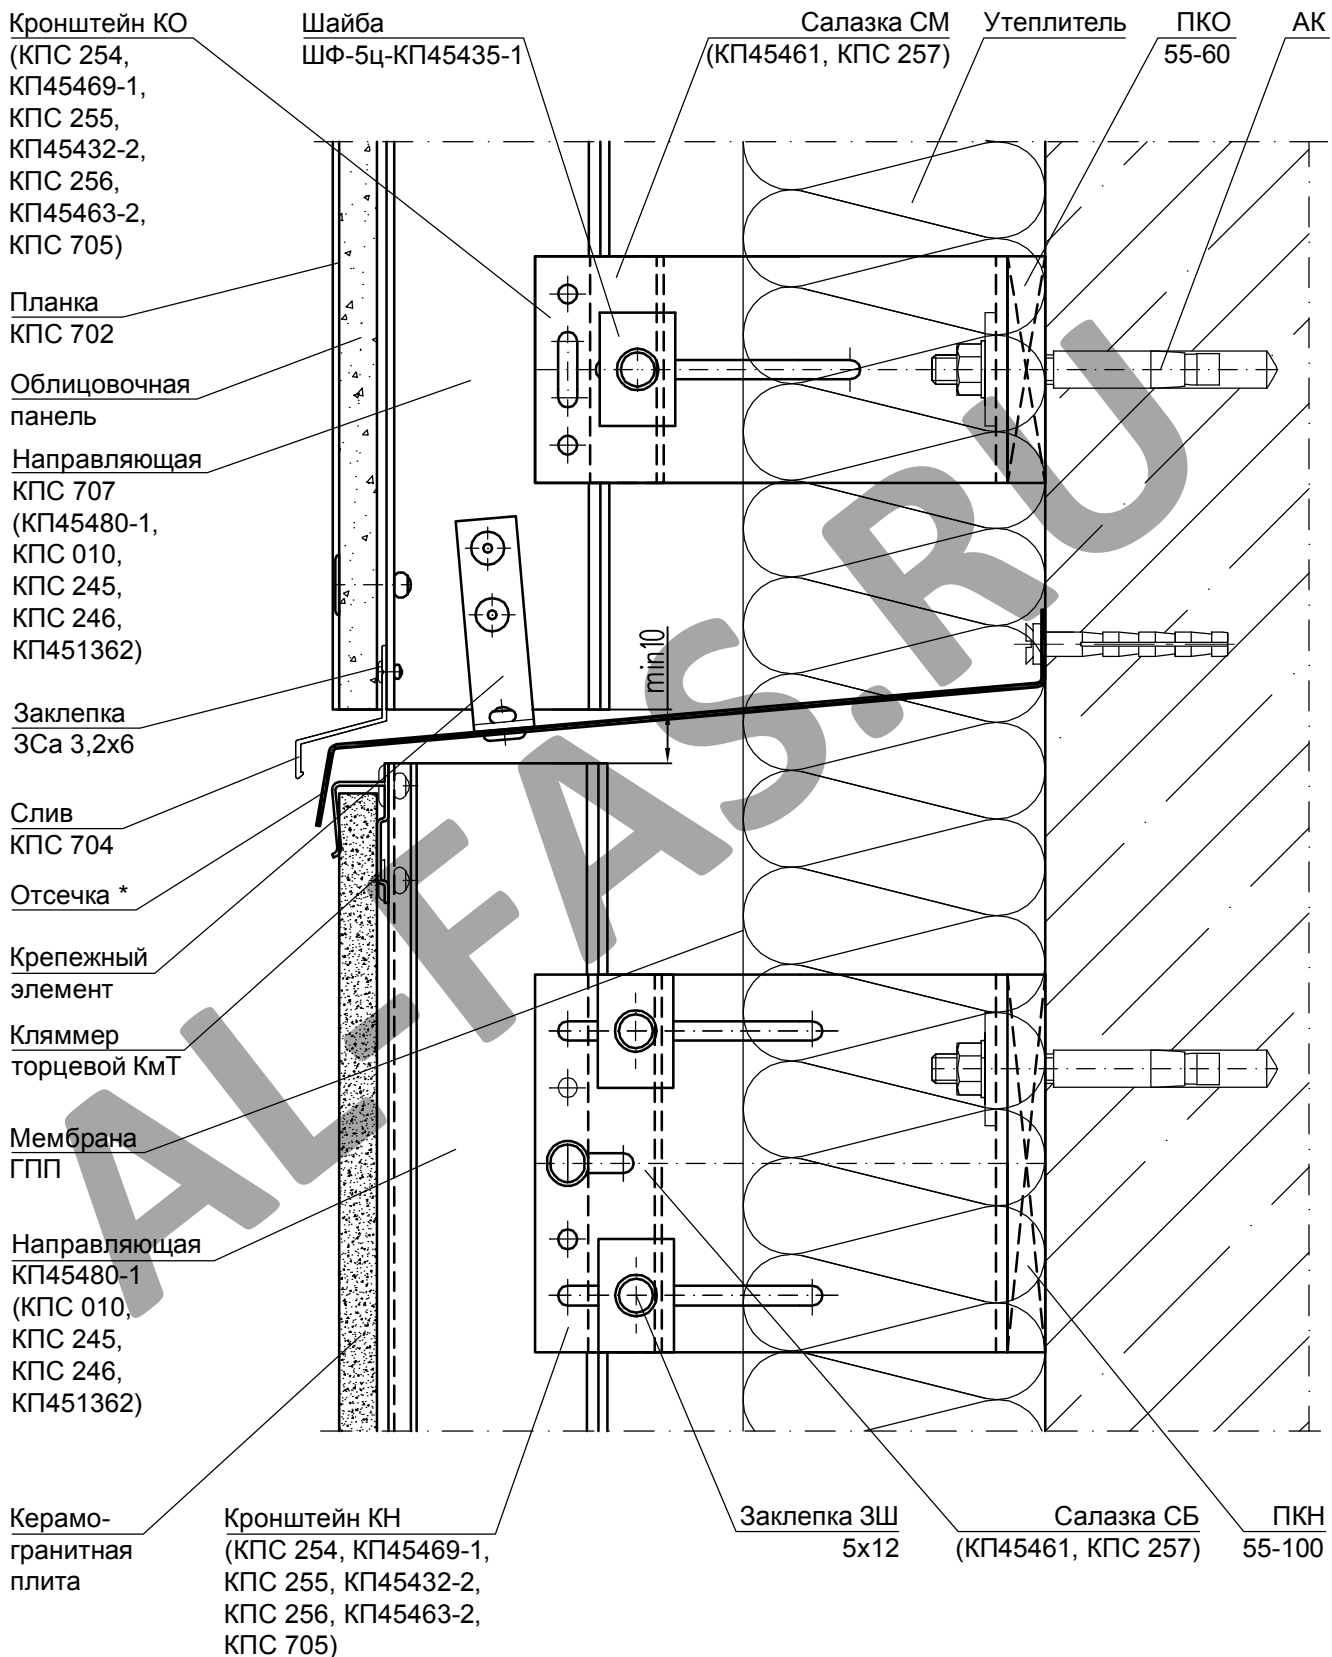 Кронштейн КО
(КПС 254,
КП45469-1,
КПС 255,
КП45432-2,
КПС 256,
КП45463-2,
КПС 705)
Шайба
ШФ-5ц-КП45435-1
Салазка СМ
(КП45461, КПС 257)
Утеплитель
ПКО
55-60
АК
Планка
КПС 702
Облицовочная
панель
Направляющая
КПС 707
(КП45480-1,
КПС 010,
КПС 245,
КПС 246,
КП451362)
Заклепка
ЗСа 3,2х6
Слив
КПС 704
Отсечка *
Крепежный
элемент
Кляммер
торцевой КмТ
Мембрана
ГПП
Направляющая
КП45480-1
(КПС 010,
КПС 245,
КПС 246,
КП451362)
Керамо-
гранитная
плита
min10
Кронштейн КН
(КПС 254, КП45469-1,
КПС 255, КП45432-2,
КПС 256, КП45463-2,
КПС 705)
Заклепка ЗШ
5х12
Салазка СБ
(КП45461, КПС 257)
ПКН
55-100
AL-FAS.RU